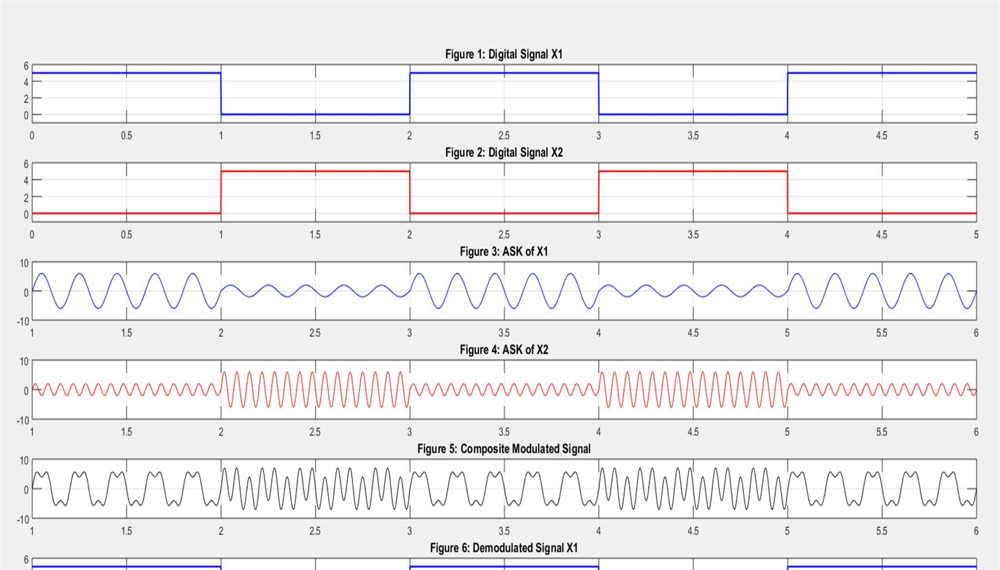 Figure 1: Digital Signal X1
6
4
2
0
0 0.5 1 1.5 2 2.5 3 3.5 4 4.5 5
Figure 2: Digital Signal X2
6
4
2
0
0 0.5 1 1.5 2 2.5 3 3.5 4 4.5 5
Figure 3: ASK of X1
10
0
-10
1 1.5 2 2.5 3 3.5 4 4.5 5 5.5 6
Figure 4: ASK of X2
10
0
-10
1 1.5 2 2.5 3 3.5 4 4.5 5 5.5 6
Figure 5: Composite Modulated Signal
10
0
-10
1 1.5 2 2.5 3 3.5 4 4.5 5 5.5 6
Figure 6: Demodulated Signal X1
6